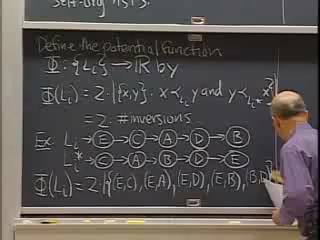 Self-org lists.
Define the potential function
Φ: {Lᵢ} → ℝ by
Φ(Lᵢ) = 2·|{{x,y}: x ≺_{Lᵢ} y and y ≺_{Lᵢ*} x}|
= 2·#inversions
Ex. Lᵢ → E → C → A → D → B
Lᵢ* → C → A → B → D → E
Φ(Lᵢ) = 2·|{(E,C), (E,A), (E,D), (E,B), (B,D)